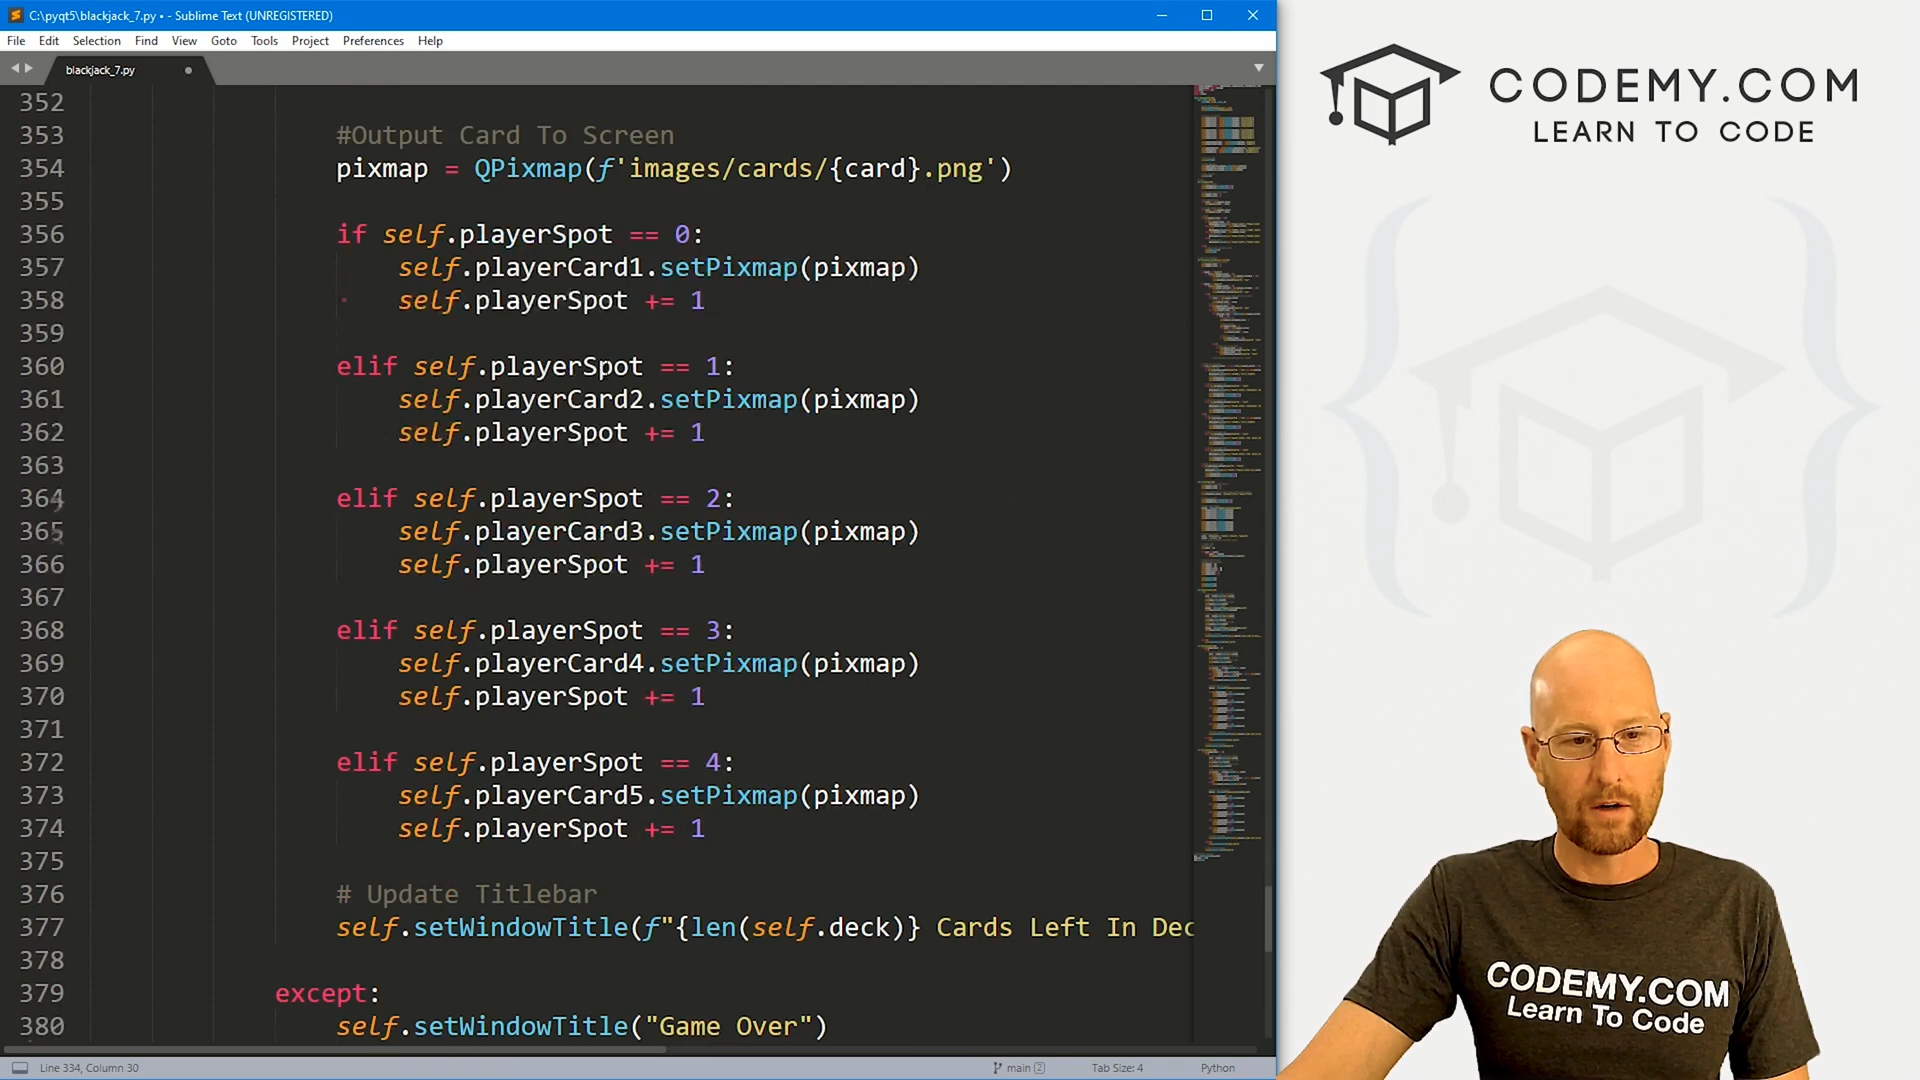 C:\pyqt5\blackjack_7.py • - Sublime Text (UNREGISTERED)
File Edit Selection Find View Goto Tools Project Preferences Help
blackjack_7.py
352
353 #Output Card To Screen
354 pixmap = QPixmap(f'images/cards/{card}.png')
355
356 if self.playerSpot == 0:
357 self.playerCard1.setPixmap(pixmap)
358 self.playerSpot += 1
359
360 elif self.playerSpot == 1:
361 self.playerCard2.setPixmap(pixmap)
362 self.playerSpot += 1
363
364 elif self.playerSpot == 2:
365 self.playerCard3.setPixmap(pixmap)
366 self.playerSpot += 1
367
368 elif self.playerSpot == 3:
369 self.playerCard4.setPixmap(pixmap)
370 self.playerSpot += 1
371
372 elif self.playerSpot == 4:
373 self.playerCard5.setPixmap(pixmap)
374 self.playerSpot += 1
375
376 # Update Titlebar
377 self.setWindowTitle(f"{len(self.deck)} Cards Left In Dec
378
379 except:
380 self.setWindowTitle("Game Over")
Line 334, Column 30
main 2
Tab Size: 4
Python
CODEMY.COM
LEARN TO CODE
CODEMY.COM
Learn To Code